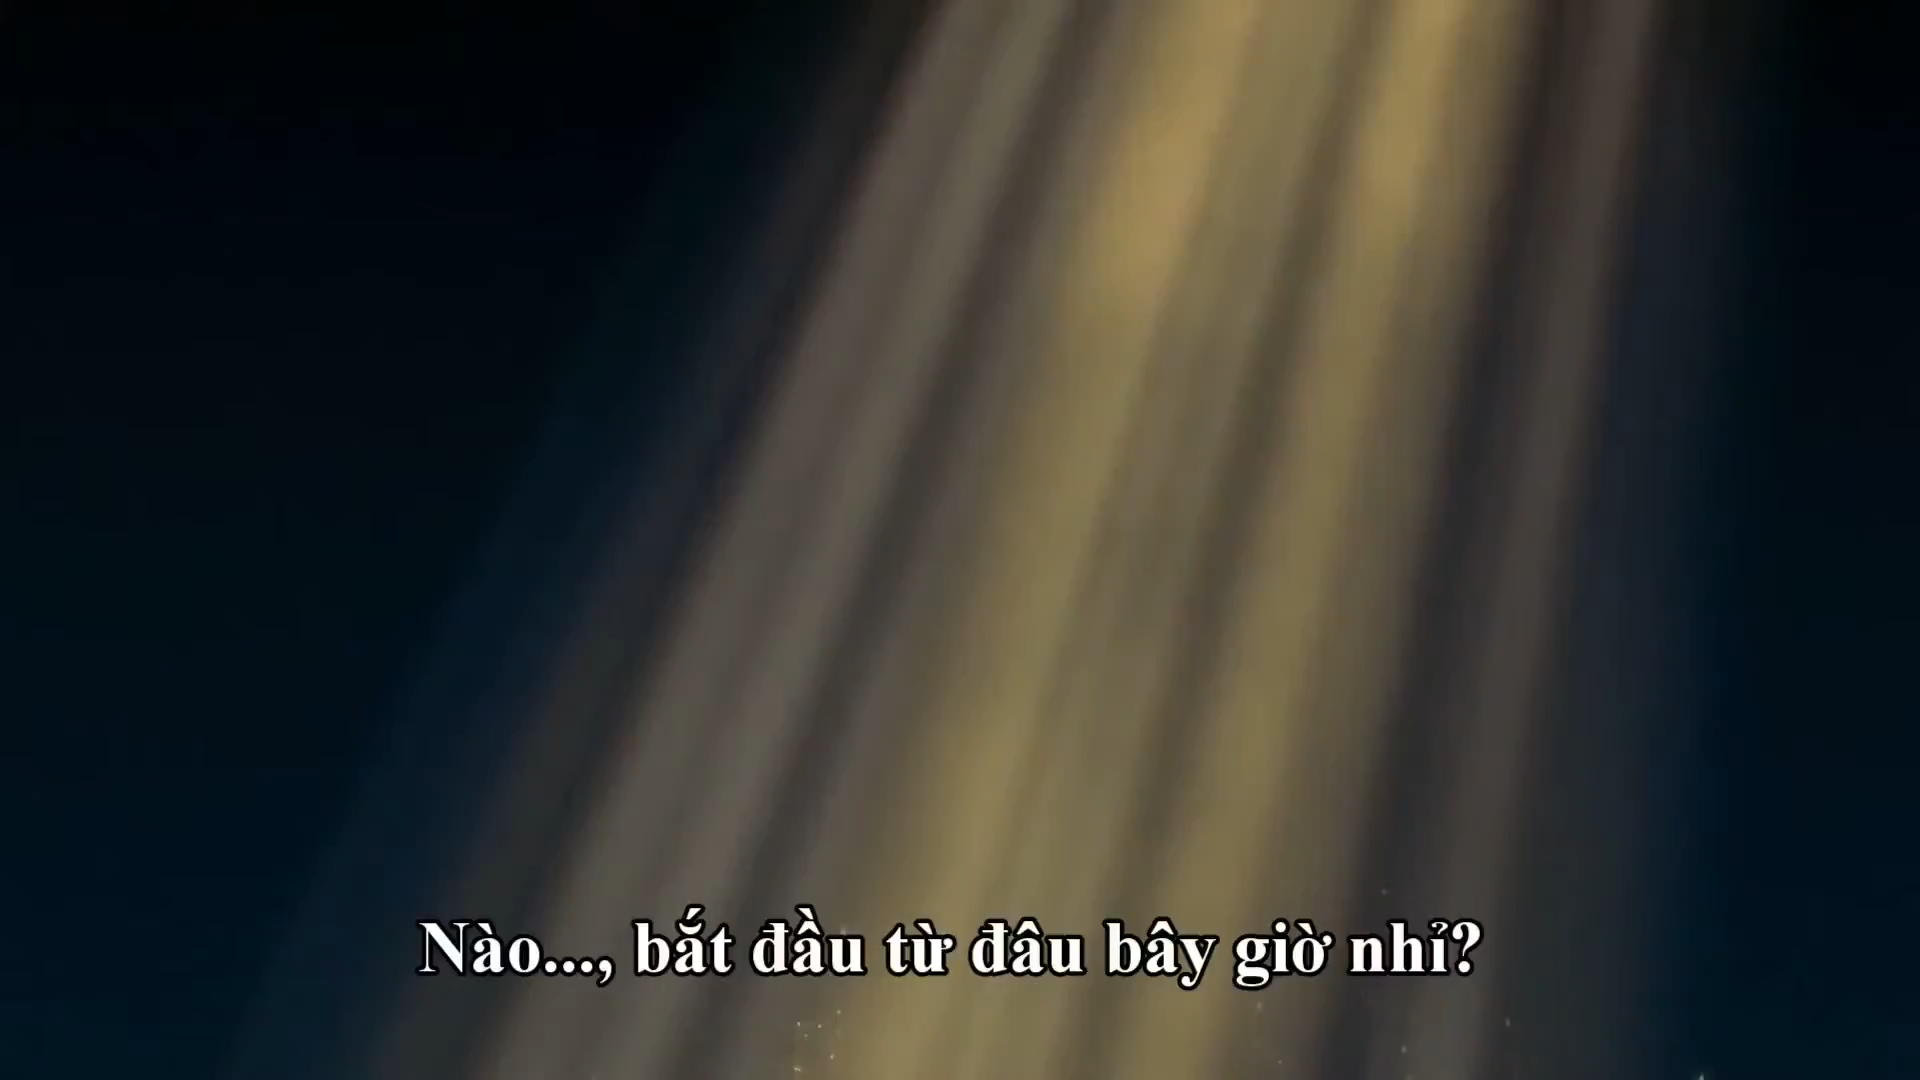 Nào..., bắt đầu từ đâu bây giờ nhỉ?